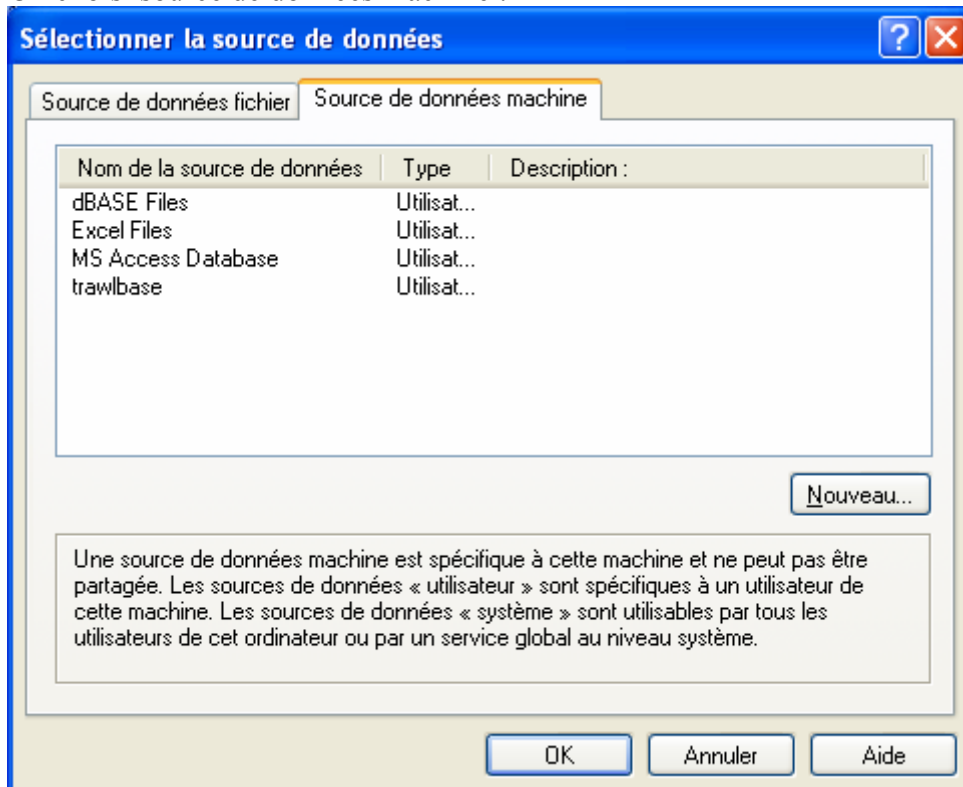 Sélectionner la source de données
Source de données fichier
Source de données machine
Nom de la source de données Type Description :
dBASE Files Utilisat...
Excel Files Utilisat...
MS Access Database Utilisat...
trawlbase Utilisat...
Nouveau...
Une source de données machine est spécifique à cette machine et ne peut pas être
partagée. Les sources de données « utilisateur » sont spécifiques à un utilisateur de
cette machine. Les sources de données « système » sont utilisables par tous les
utilisateurs de cet ordinateur ou par un service global au niveau système.
OK Annuler Aide